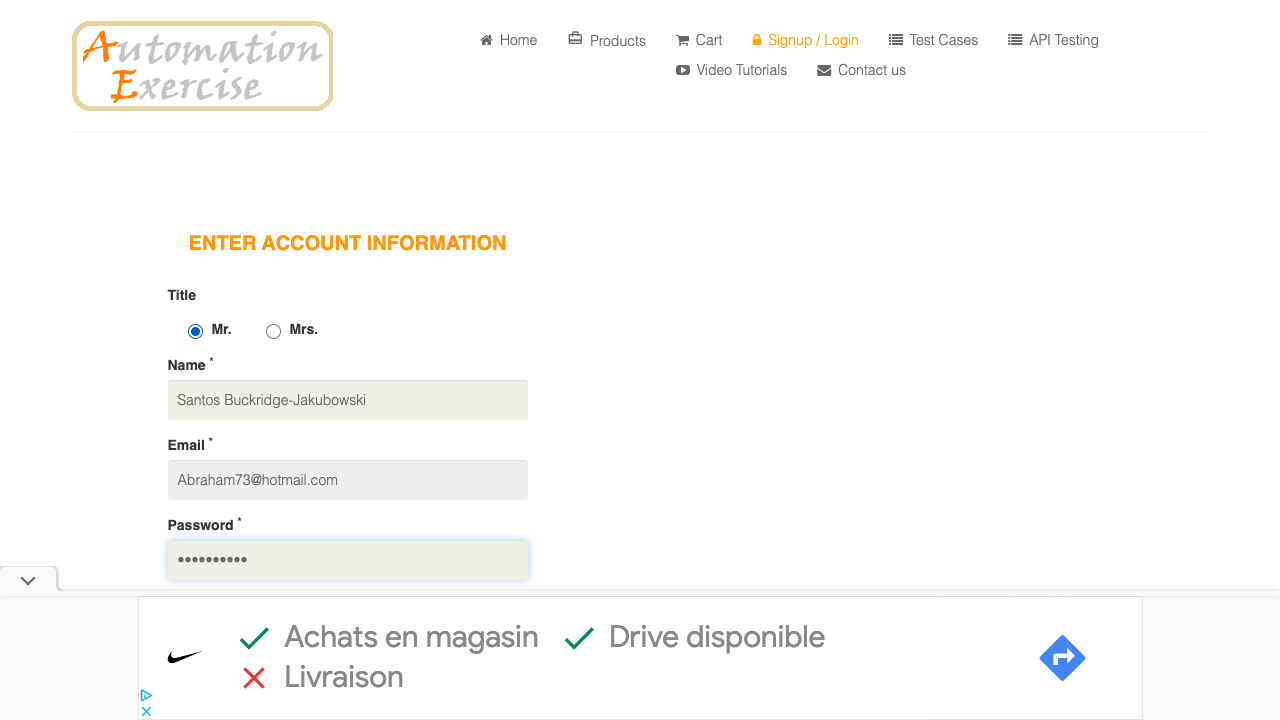 Automation
Exercise
Home
Products
Cart
Signup / Login
Test Cases
API Testing
Video Tutorials
Contact us
ENTER ACCOUNT INFORMATION
Title
Mr.
Mrs.
Name *
Santos Buckridge-Jakubowski
Email *
Abraham73@hotmail.com
Password *
••••••••••
Achats en magasin
Drive disponible
Livraison